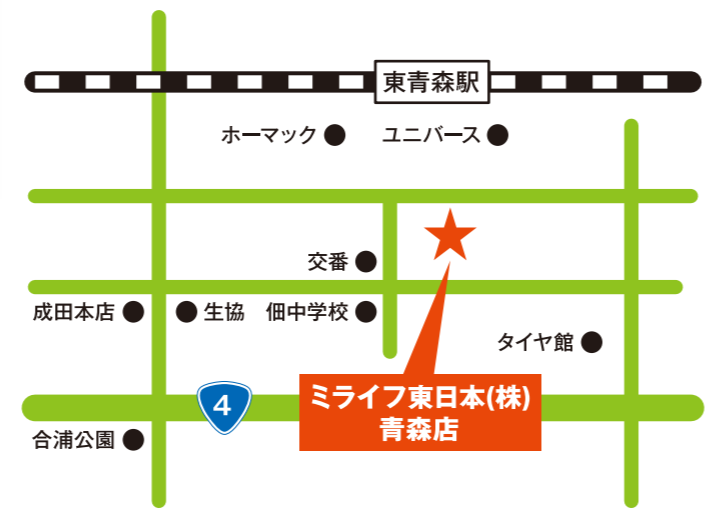 東青森駅
ホーマック
ユニバース
交番
成田本店
生協
佃中学校
タイヤ館
4
ミライフ東日本(株)
青森店
合浦公園